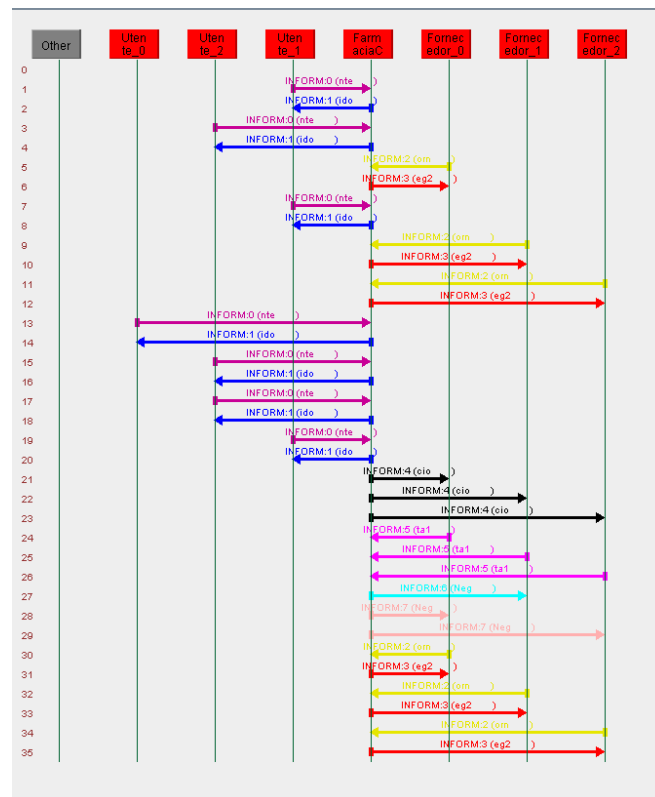 Other
Uten
te_0
Uten
te_2
Uten
te_1
Farm
aciaC
Fornec
edor_0
Fornec
edor_1
Fornec
edor_2
0
1
INFORM:0 (nte )
2
INFORM:1 (ido )
3
INFORM:0 (nte )
4
INFORM:1 (ido )
5
INFORM:2 (orn )
6
INFORM:3 (eg2 )
7
INFORM:0 (nte )
8
INFORM:1 (ido )
9
INFORM:2 (orn )
10
INFORM:3 (eg2 )
11
INFORM:2 (orn )
12
INFORM:3 (eg2 )
13
INFORM:0 (nte )
14
INFORM:1 (ido )
15
INFORM:0 (nte )
16
INFORM:1 (ido )
17
INFORM:0 (nte )
18
INFORM:1 (ido )
19
INFORM:0 (nte )
20
INFORM:1 (ido )
21
INFORM:4 (cio )
22
INFORM:4 (cio )
23
INFORM:4 (cio )
24
INFORM:5 (ta1 )
25
INFORM:5 (ta1 )
26
INFORM:5 (ta1 )
27
INFORM:6 (Neg )
28
INFORM:7 (Neg )
29
INFORM:7 (Neg )
30
INFORM:2 (orn )
31
INFORM:3 (eg2 )
32
INFORM:2 (orn )
33
INFORM:3 (eg2 )
34
INFORM:2 (orn )
35
INFORM:3 (eg2 )